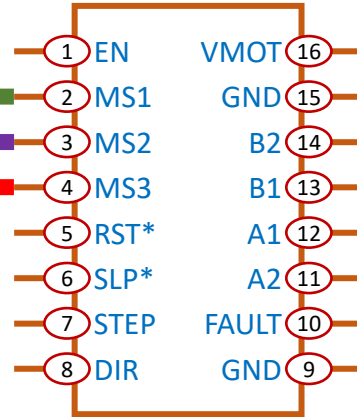 1 EN VMOT 16
2 MS1 GND 15
3 MS2 B2 14
4 MS3 B1 13
5 RST* A1 12
6 SLP* A2 11
7 STEP FAULT 10
8 DIR GND 9